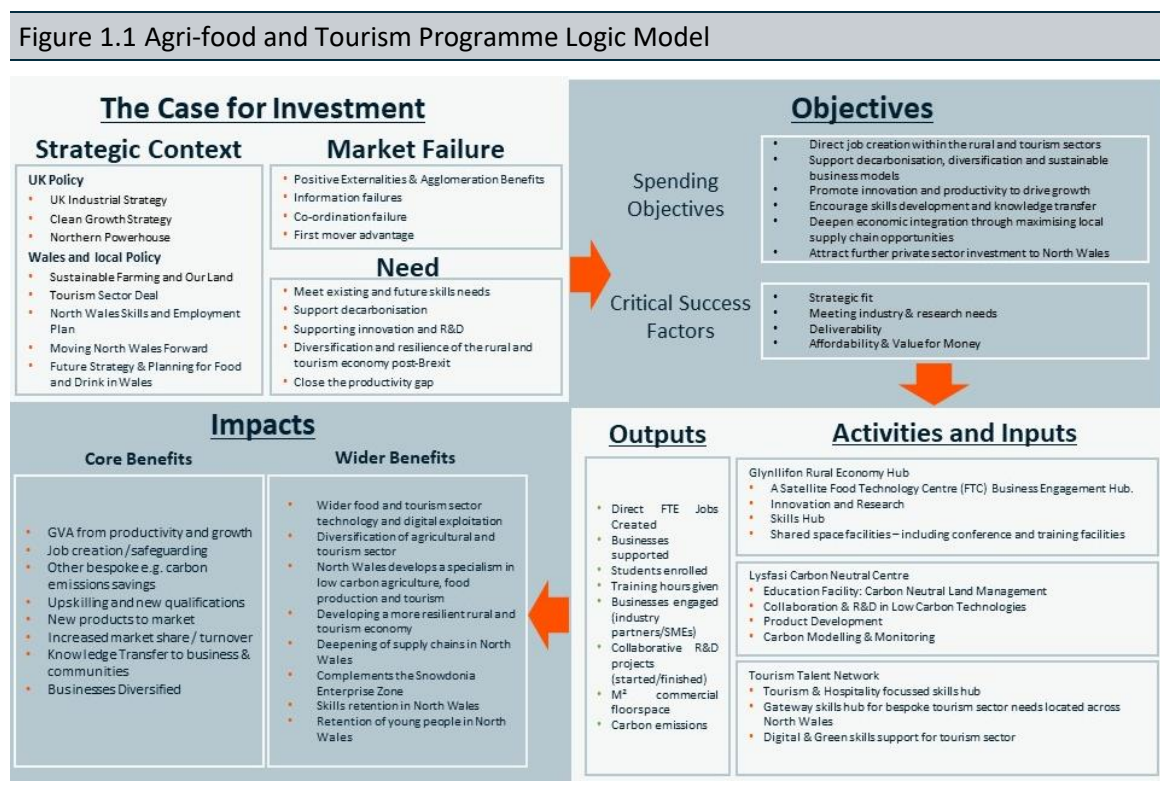 Figure 1.1 Agri-food and Tourism Programme Logic Model
The Case for Investment
Strategic Context
UK Policy
• UK Industrial Strategy
• Clean Growth Strategy
• Northern Powerhouse
Wales and local Policy
• Sustainable Farming and Our Land
• Tourism Sector Deal
• North Wales Skills and Employment
Plan
• Moving North Wales Forward
• Future Strategy & Planning for Food
and Drink in Wales
Market Failure
• Positive Externalities & Agglomeration Benefits
• Information failures
• Co-ordination failure
• First mover advantage
Need
• Meet existing and future skills needs
• Support decarbonisation
• Supporting innovation and R&D
• Diversification and resilience of the rural and
tourism economy post-Brexit
• Close the productivity gap
Objectives
Spending
Objectives
• Direct job creation within the rural and tourism sectors
• Support decarbonisation, diversification and sustainable
business models
• Promote innovation and productivity to drive growth
• Encourage skills development and knowledge transfer
• Deepen economic integration through maximising local
supply chain opportunities
• Attract further private sector investment to North Wales
Critical Success
Factors
• Strategic fit
• Meeting industry & research needs
• Deliverability
• Affordability & Value for Money
Activities and Inputs
Glynllifon Rural Economy Hub
• A Satellite Food Technology Centre (FTC) Business Engagement Hub.
• Innovation and Research
• Skills Hub
• Shared space facilities – including conference and training facilities
Lysfasi Carbon Neutral Centre
• Education Facility: Carbon Neutral Land Management
• Collaboration & R&D in Low Carbon Technologies
• Product Development
• Carbon Modelling & Monitoring
Tourism Talent Network
• Tourism & Hospitality focussed skills hub
• Gateway skills hub for bespoke tourism sector needs located across
North Wales
• Digital & Green skills support for tourism sector
Outputs
• Direct FTE Jobs
Created
• Businesses
supported
• Students enrolled
• Training hours given
• Businesses engaged
(industry
partners/SMEs)
• Collaborative R&D
projects
(started/finished)
• M² commercial
floorspace
• Carbon emissions
Impacts
Core Benefits
• GVA from productivity and growth
• Job creation/safeguarding
• Other bespoke e.g. carbon
emissions savings
• Upskilling and new qualifications
• New products to market
• Increased market share/ turnover
• Knowledge Transfer to business &
communities
• Businesses Diversified
Wider Benefits
• Wider food and tourism sector
technology and digital exploitation
• Diversification of agricultural and
tourism sector
• North Wales develops a specialism in
low carbon agriculture, food
production and tourism
• Developing a more resilient rural and
tourism economy
• Deepening of supply chains in North
Wales
• Complements the Snowdonia
Enterprise Zone
• Skills retention in North Wales
• Retention of young people in North
Wales